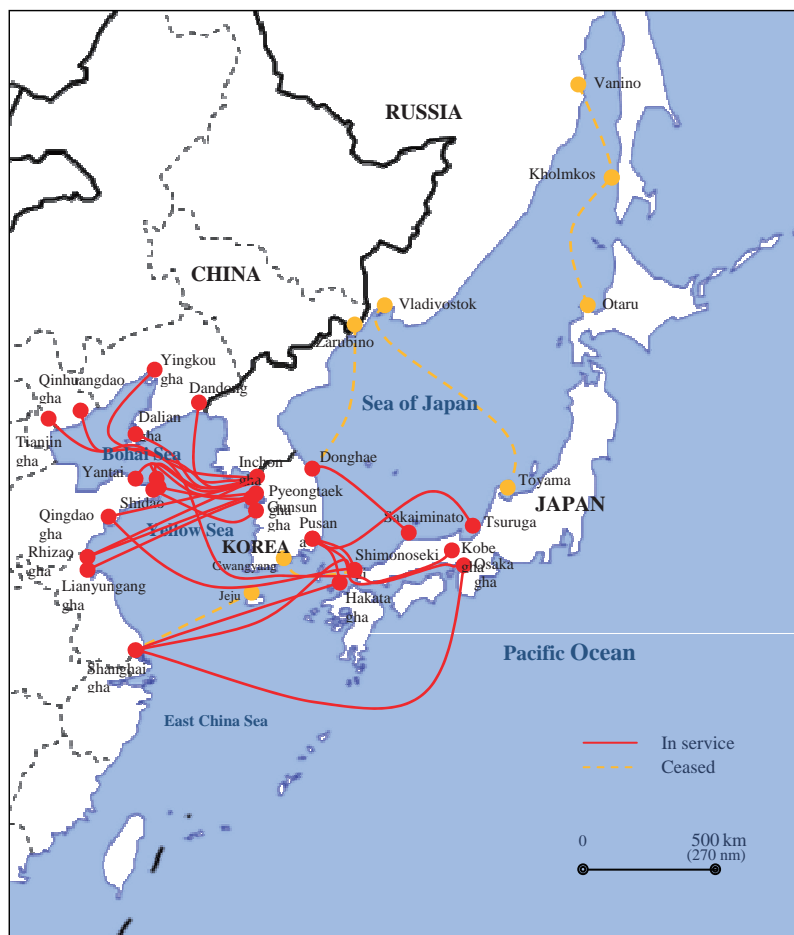 Vanino
RUSSIA
Kholmkos
CHINA
Vladivostok
Otaru
Zarubino
Yingkou
gha
Qinhuangdao
gha
Dandong
Sea of Japan
Dalian
gha
Tianjin
gha
Bohai Sea
Inchon
gha
Donghae
Yantai
Toyama
Pyeongtaek
gha
Shidao
Gunsun
gha
JAPAN
Qingdao
gha
Yellow Sea
Pusan
a
Sakaiminato
Tsuruga
KOREA
Rhizao
gha
Shimonoseki
i
Kobe
gha
Gwangyang
Osaka
gha
Lianyungang
gha
Jeju
Hakata
gha
Shanghai
gha
Pacific Ocean
East China Sea
In service
Ceased
0
500 km
(270 nm)